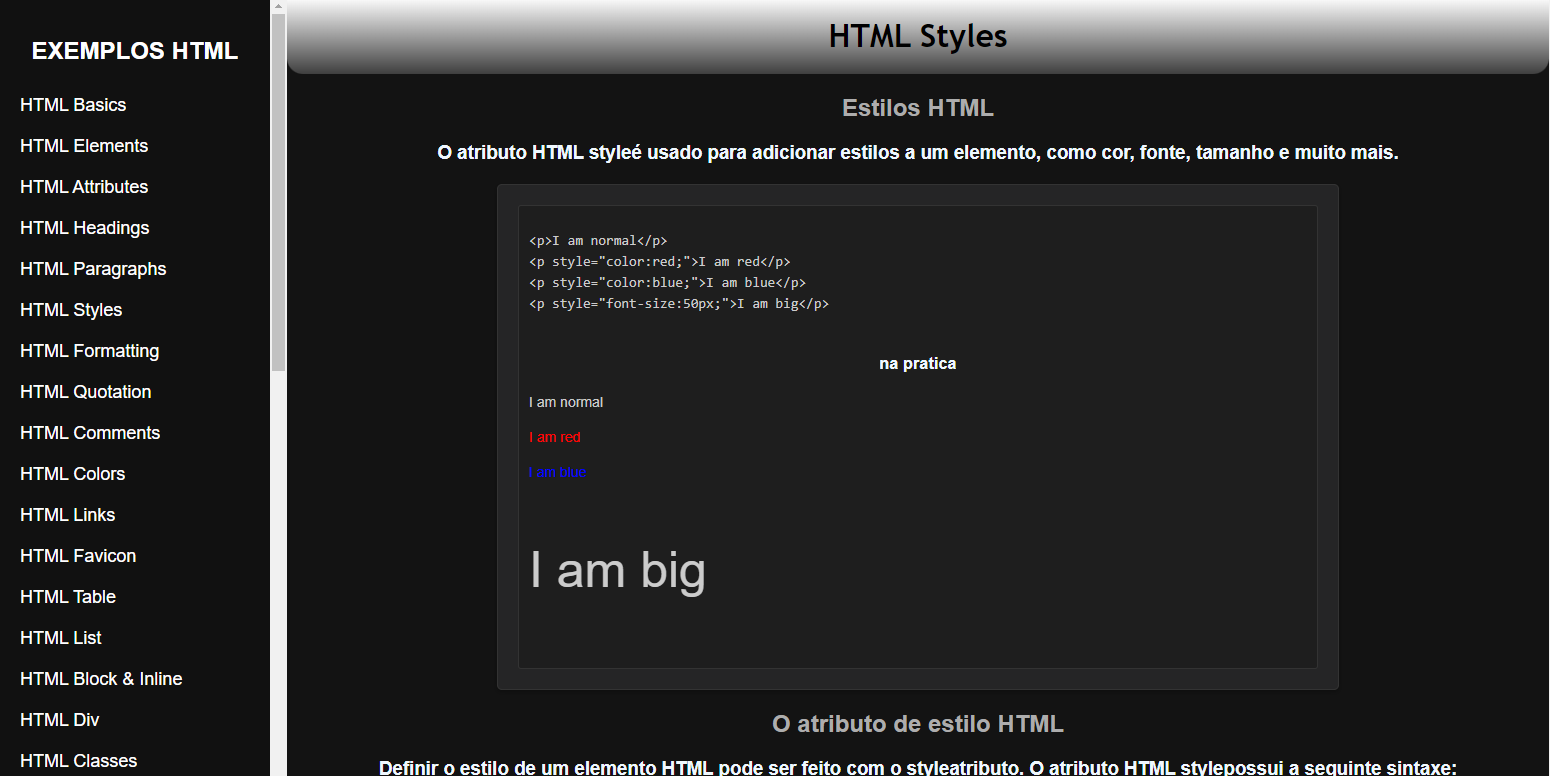 EXEMPLOS HTML
HTML Basics
HTML Elements
HTML Attributes
HTML Headings
HTML Paragraphs
HTML Styles
HTML Formatting
HTML Quotation
HTML Comments
HTML Colors
HTML Links
HTML Favicon
HTML Table
HTML List
HTML Block & Inline
HTML Div
HTML Classes
HTML Styles
Estilos HTML
O atributo HTML styleé usado para adicionar estilos a um elemento, como cor, fonte, tamanho e muito mais.
<p>I am normal</p>
<p style="color:red;">I am red</p>
<p style="color:blue;">I am blue</p>
<p style="font-size:50px;">I am big</p>
na pratica
I am normal
I am red
I am blue
I am big
O atributo de estilo HTML
Definir o estilo de um elemento HTML pode ser feito com o styleatributo. O atributo HTML stylepossui a seguinte sintaxe: